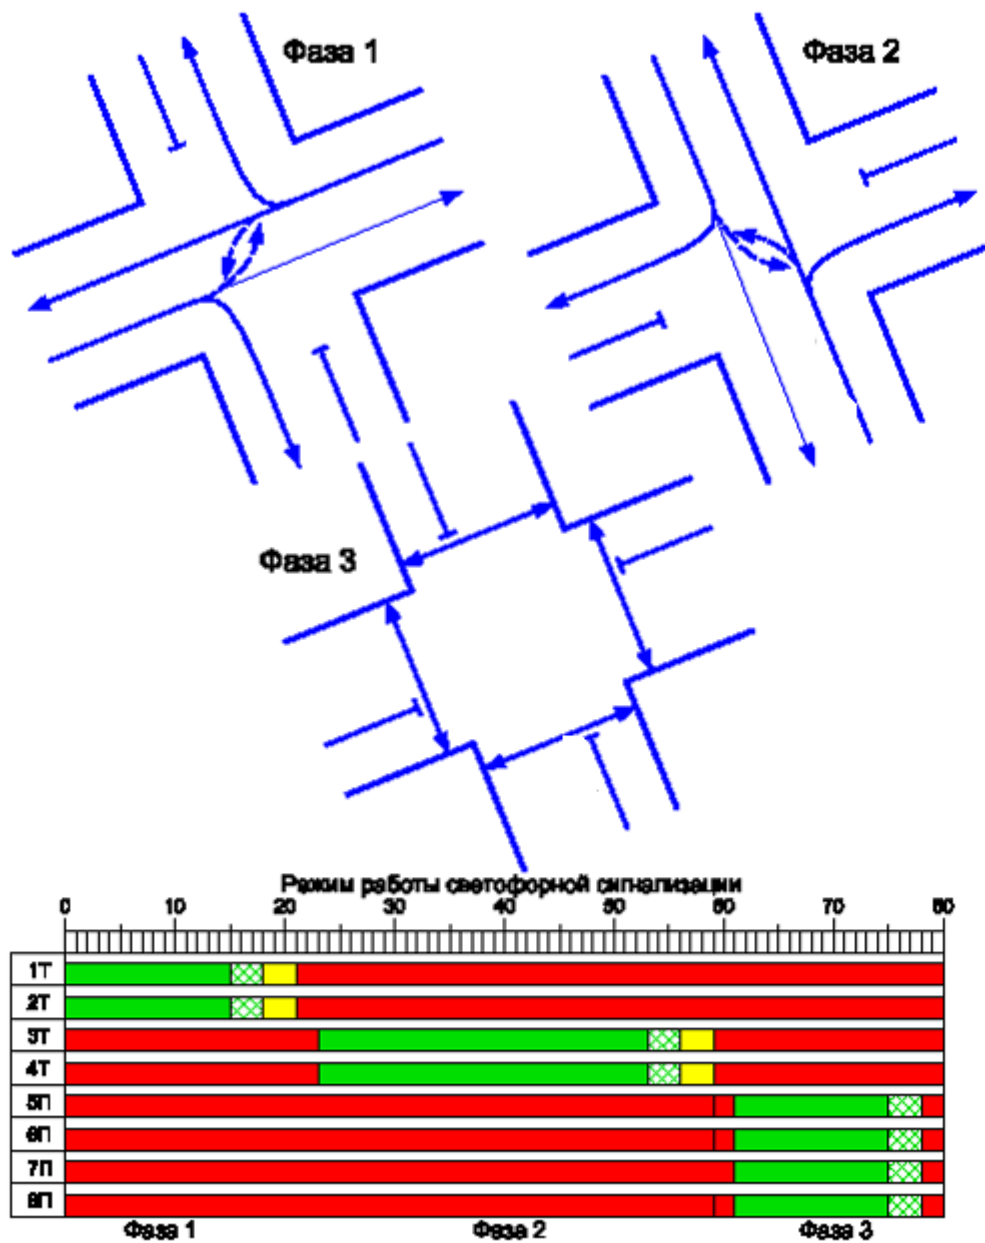 Фаза 1
Фаза 2
Фаза 3
Режим работы светофорной сигнализации
0 10 20 30 40 50 60 70 80
1Т
2Т
3Т
4Т
5П
6П
7П
8П
Фаза 1 Фаза 2 Фаза 3